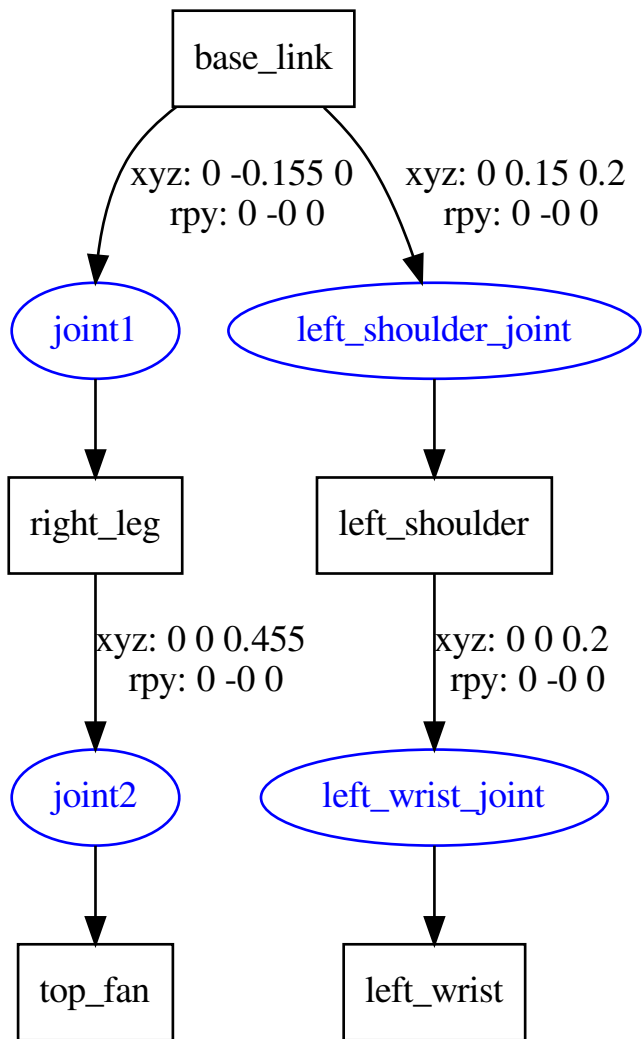 base_link
xyz: 0 -0.155 0
rpy: 0 -0 0
xyz: 0 0.15 0.2
rpy: 0 -0 0
joint1
left_shoulder_joint
right_leg
left_shoulder
xyz: 0 0 0.455
rpy: 0 -0 0
xyz: 0 0 0.2
rpy: 0 -0 0
joint2
left_wrist_joint
top_fan
left_wrist